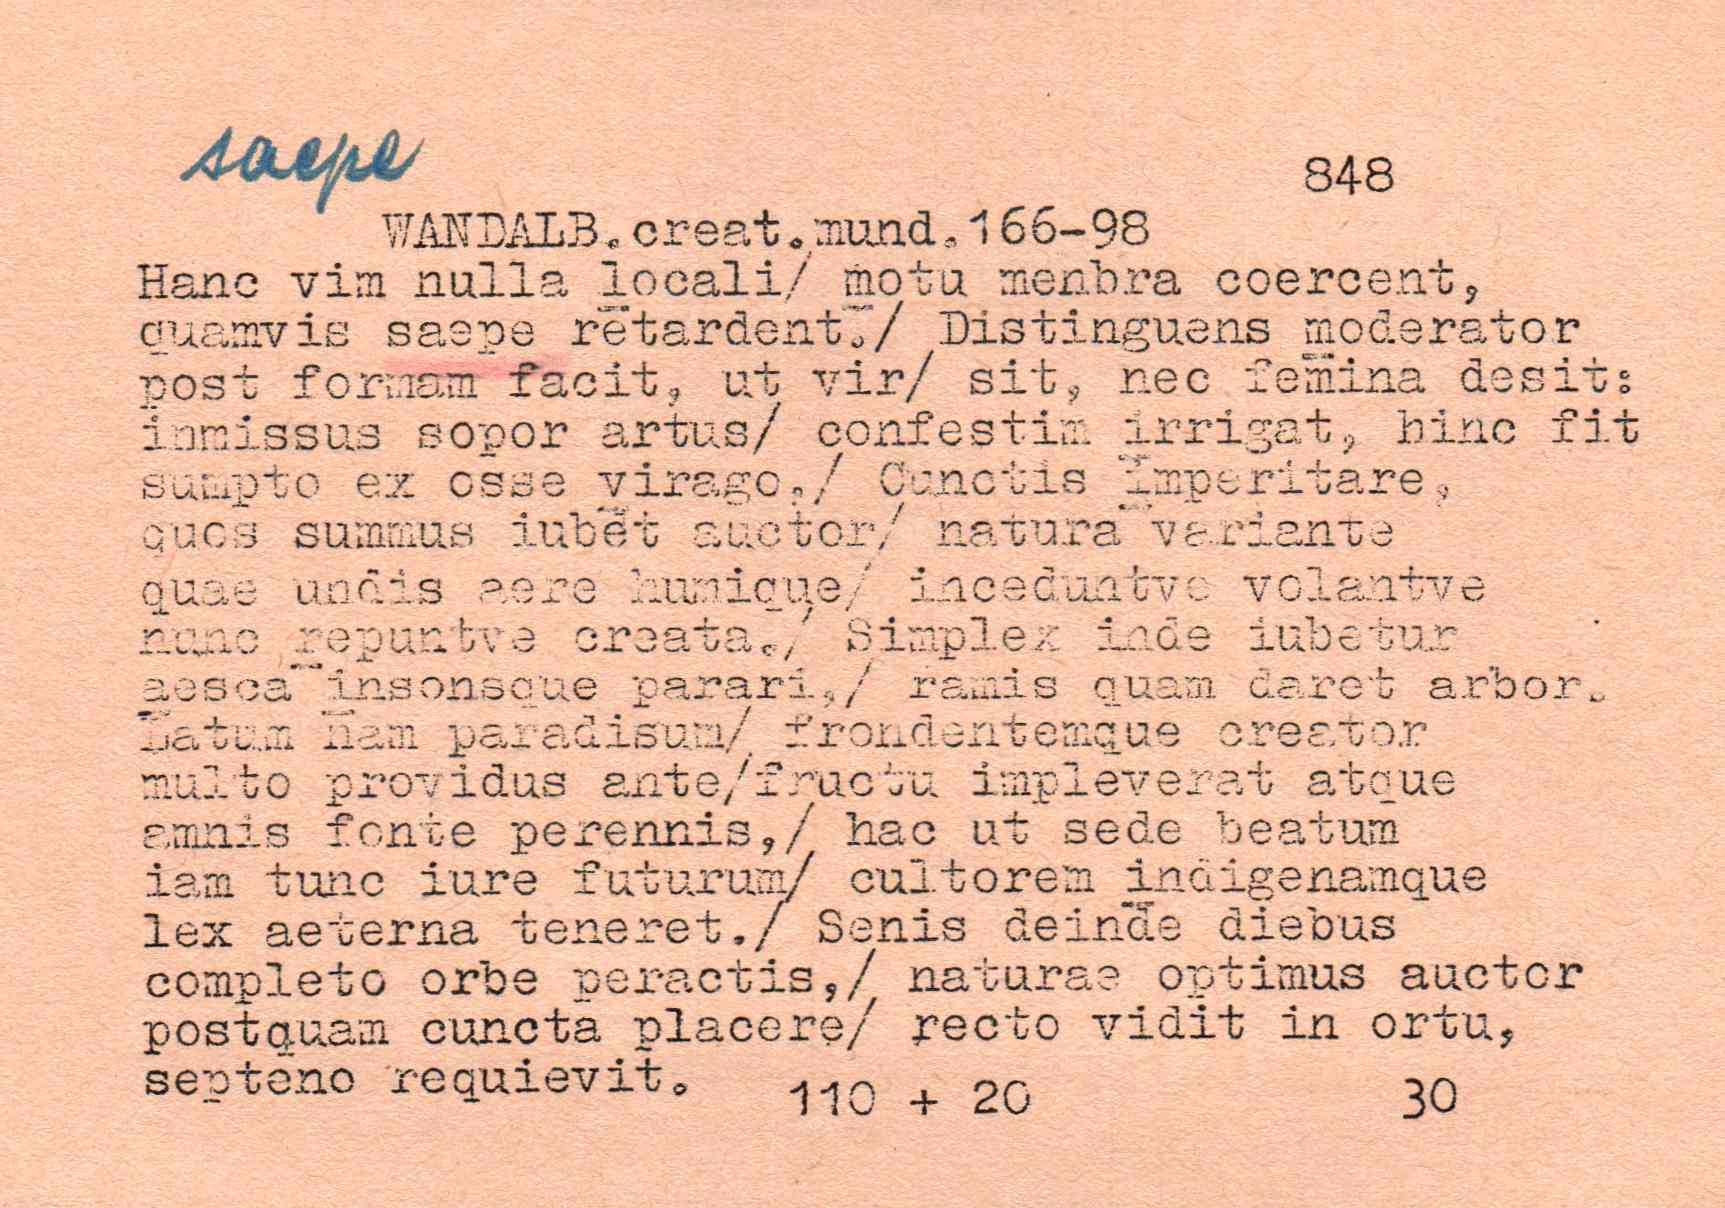 saepe
848
WANDALB.creat.mund.166-98
Hanc vim nulla locali/ motu menbra coercent,
quamvis saepe retardent./ Distinguens moderator
post formam facit, ut vir/ sit, nec femina desit:
inmissus sopor artus/ confestim irrigat, hinc fit
sumpto ex osse virago./ Cunctis imperitare,
quos summus iubet auctor/ natura variante
quae undis aere humique/ inceduntve volantve
nunc repuntve creata./ Simplex inde iubetur
aesca insonsque parari,/ ramis quam daret arbor.
Latum nam paradisum/ frondentemque creator
multo providus ante/fructu impleverat atque
amnis fonte perennis,/ hac ut sede beatum
iam tunc iure futurum/ cultorem indigenamque
lex aeterna teneret./ Senis deinde diebus
completo orbe peractis,/ naturae optimus auctor
postquam cuncta placere/ recto vidit in ortu,
septeno requievit.
110 + 20 30